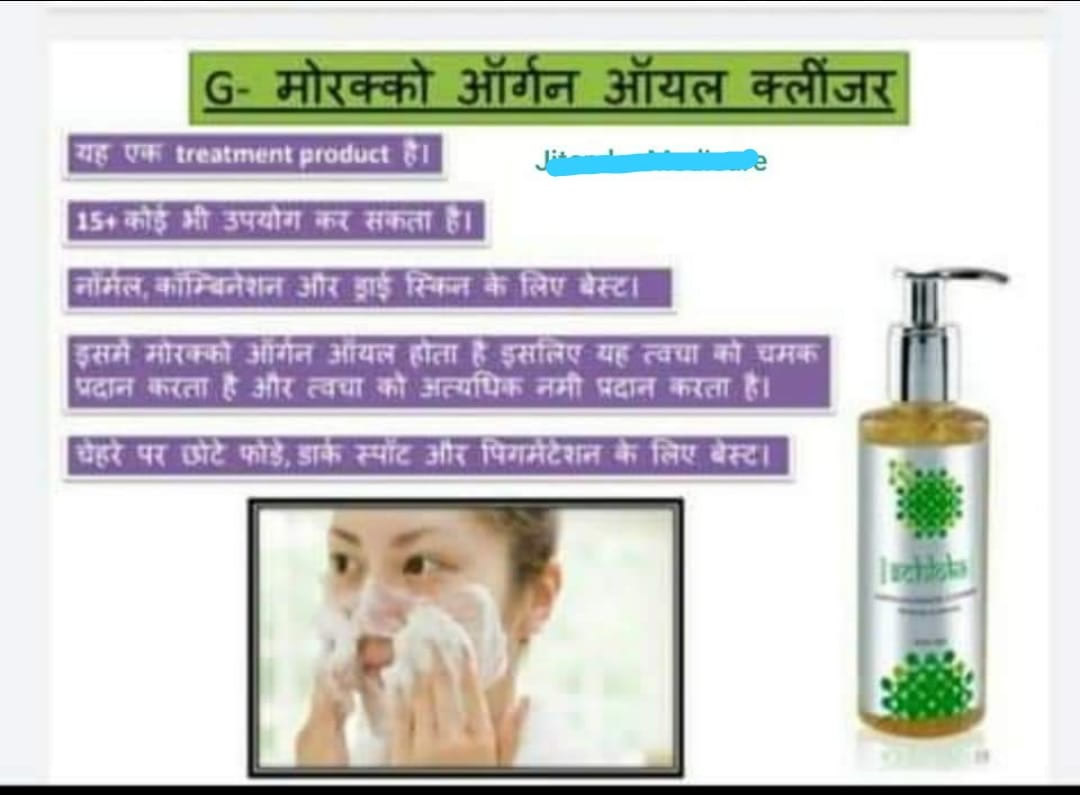 G- मोरक्को ऑर्गन ऑयल क्लींजर
यह एक treatment product है।
15+ कोई भी उपयोग कर सकता है।
नॉर्मल, कॉम्बिनेशन और ड्राई स्किन के लिए बेस्ट।
इसमें मोरक्को ऑर्गन ऑयल होता है इसलिए यह त्वचा को चमक
प्रदान करता है और त्वचा को अत्यधिक नमी प्रदान करता है।
चेहरे पर छोटे फोड़े, डार्क स्पॉट और पिगमेंटेशन के लिए बेस्ट।